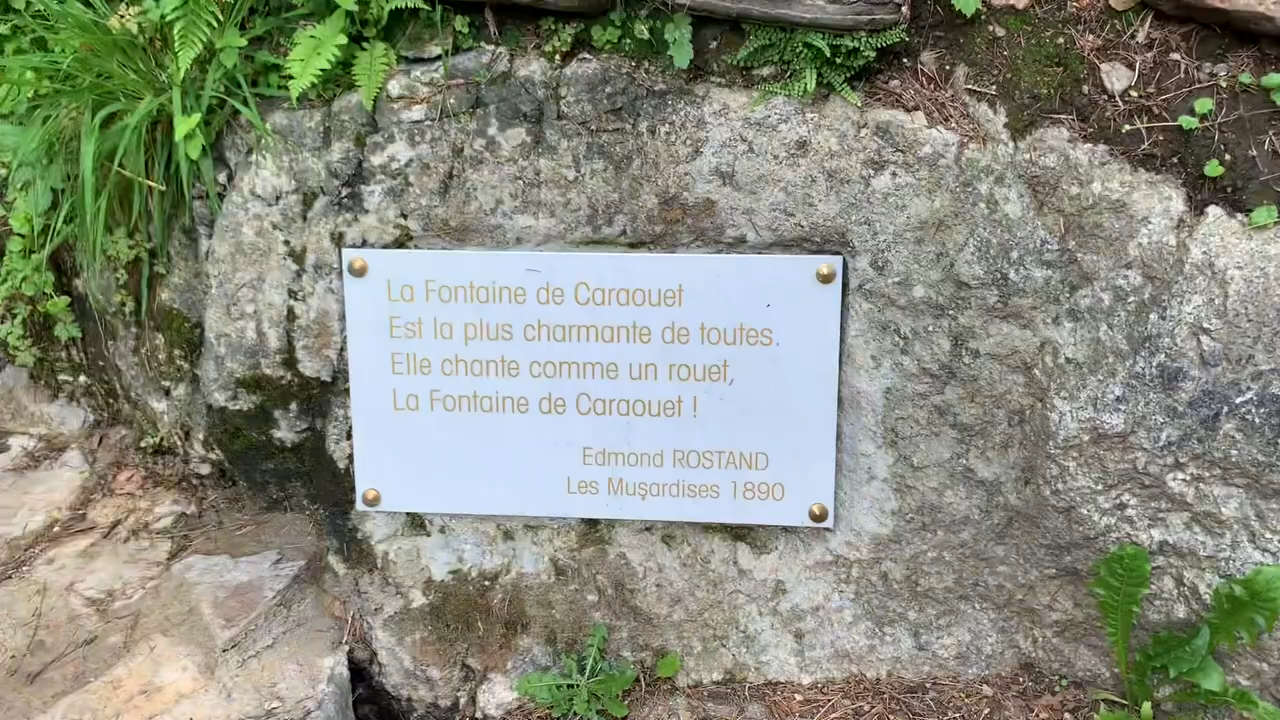 La Fontaine de Caraouet
Est la plus charmante de toutes.
Elle chante comme un rouet,
La Fontaine de Caraouet !
Edmond ROSTAND
Les Musardises 1890